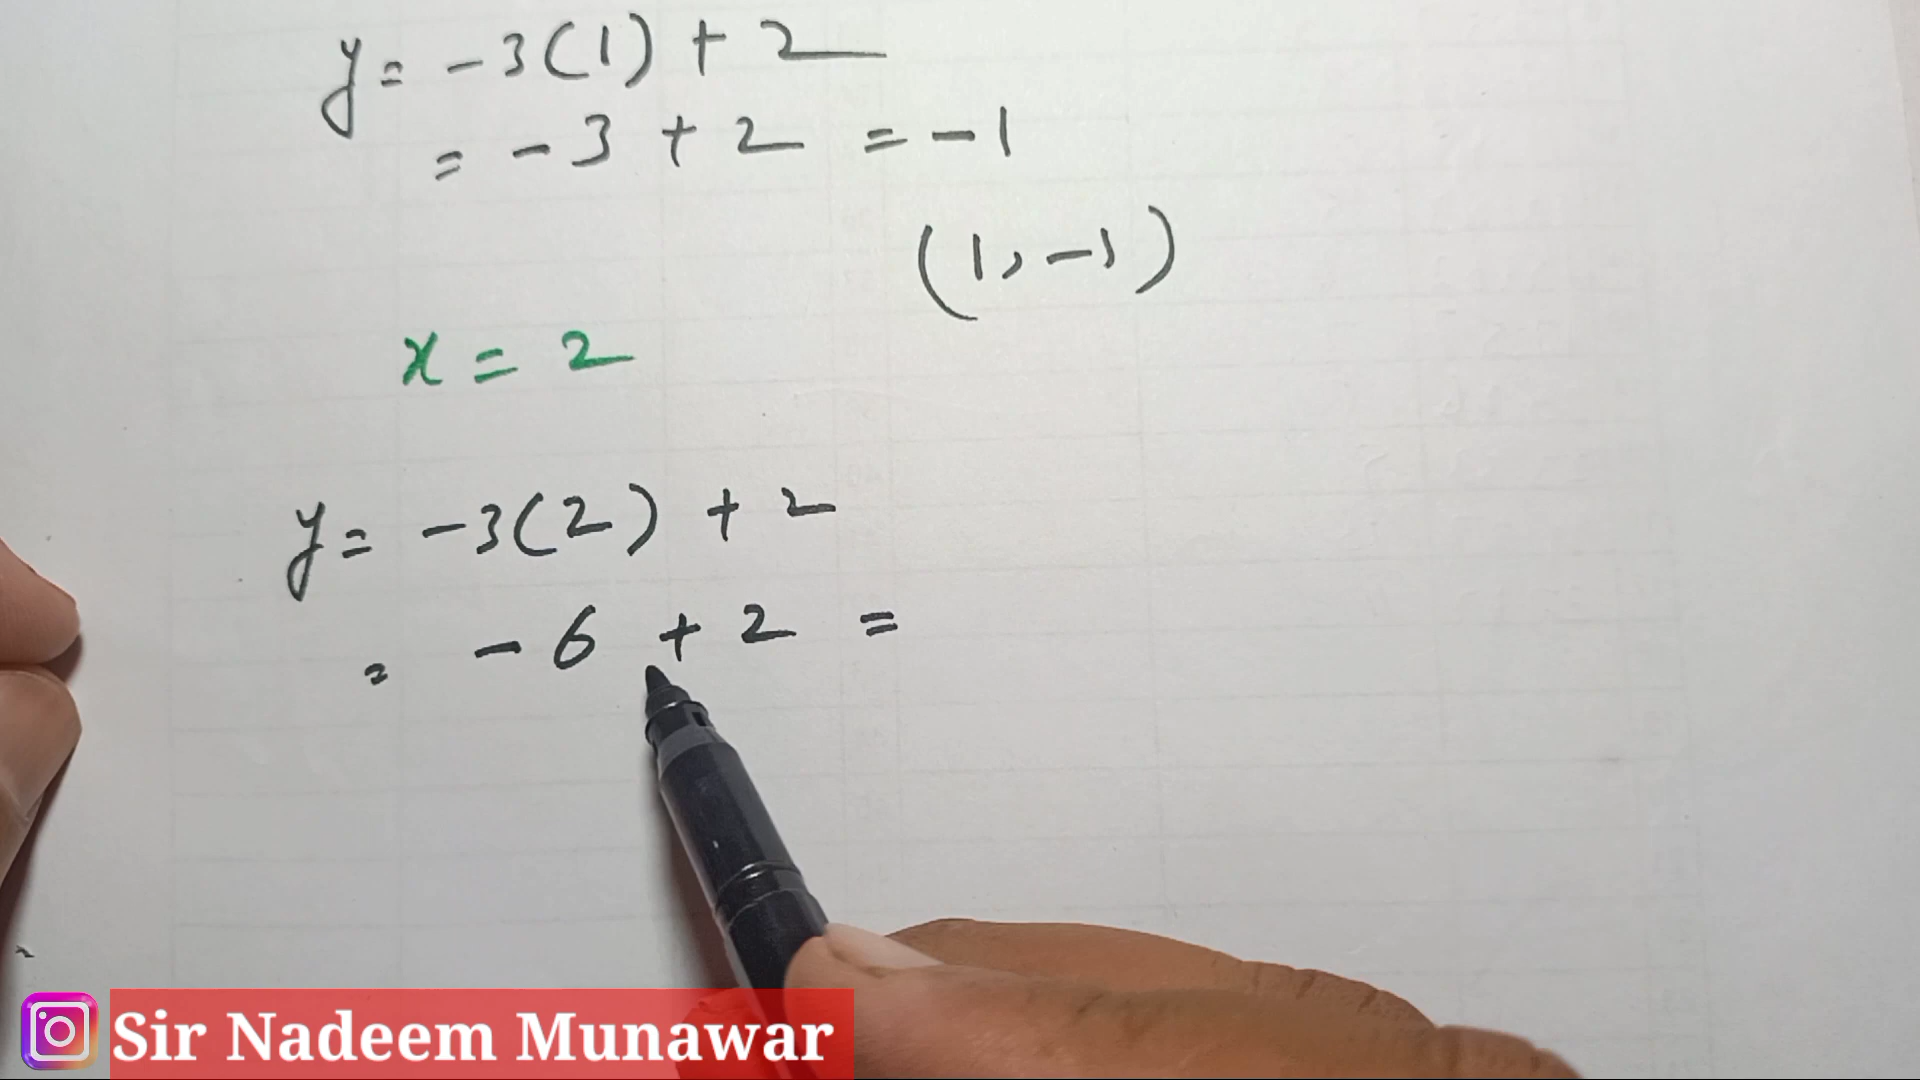 y = -3(1) + 2
= -3 + 2 = -1
(1, -1)
x = 2
y = -3(2) + 2
= -6 + 2 =
Sir Nadeem Munawar